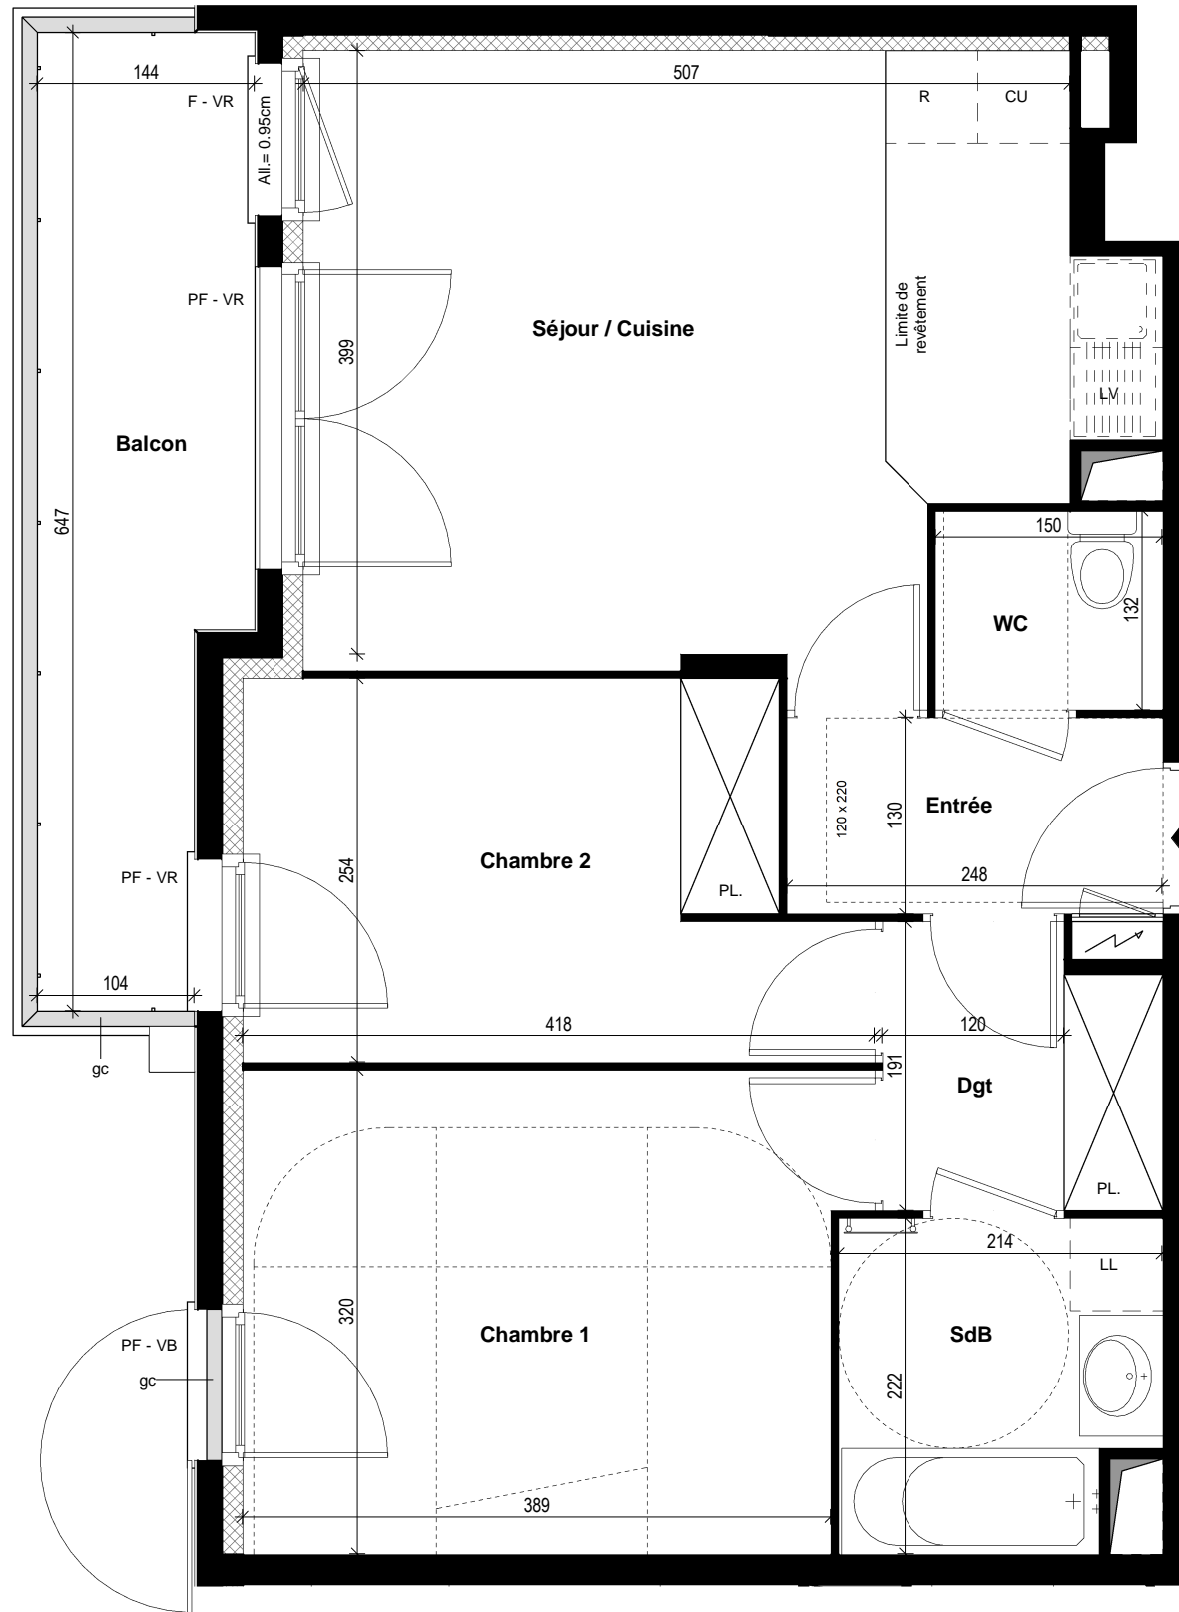 144
507
F - VR
All.= 0.95cm
R
CU
PF - VR
Séjour / Cuisine
Limite de
revêtement
399
LV
Balcon
647
150
WC
132
120 x 220
130
Entrée
248
PF - VR
254
Chambre 2
PL.
104
gc
418
120
191
Dgt
PL.
214
LL
320
PF - VB
gc
Chambre 1
SdB
222
389